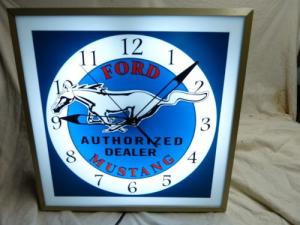 12
11 1
FORD
10 2
9 3
AUTHORIZED
8 DEALER 4
MUSTANG
7 5
6